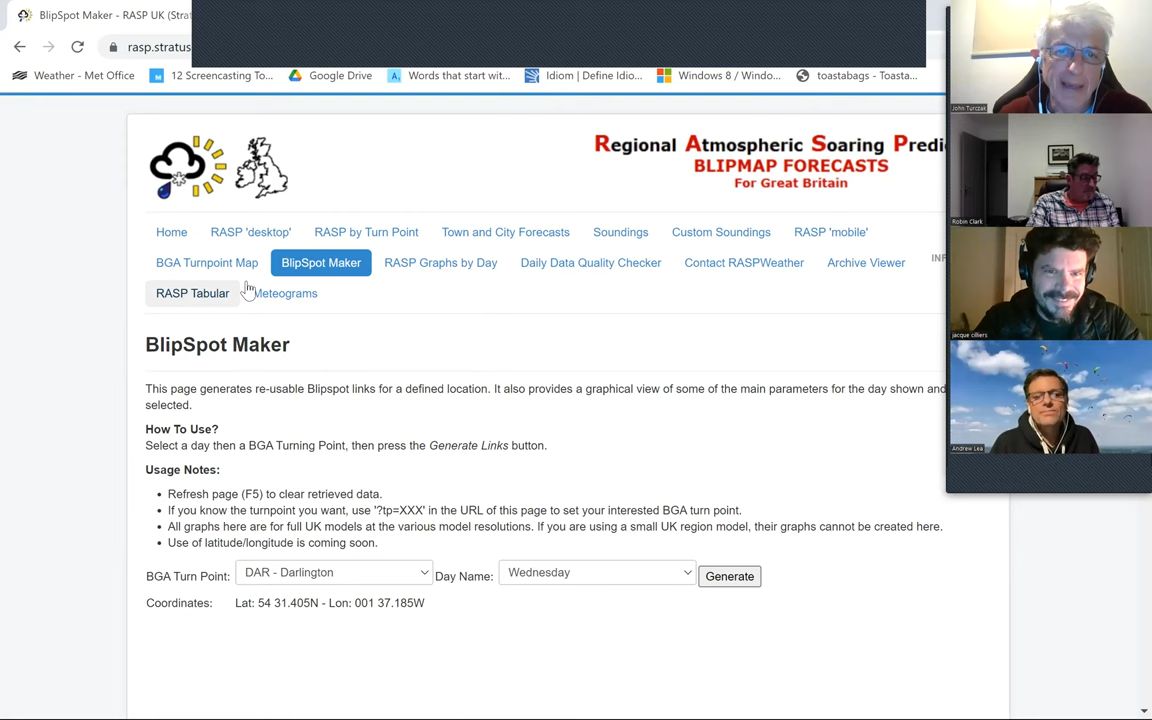 BlipSpot Maker - RASP UK (Strat
rasp.stratus
Weather - Met Office
12 Screencasting To...
Google Drive
Words that start wit...
Idiom | Define Idio...
Windows 8 / Windo...
toastabags - Toasta...
Regional Atmospheric Soaring Predi
BLIPMAP FORECASTS
For Great Britain
Home
RASP 'desktop'
RASP by Turn Point
Town and City Forecasts
Soundings
Custom Soundings
RASP 'mobile'
BGA Turnpoint Map
BlipSpot Maker
RASP Graphs by Day
Daily Data Quality Checker
Contact RASPWeather
Archive Viewer
INF
RASP Tabular
Meteograms
BlipSpot Maker
This page generates re-usable Blipspot links for a defined location. It also provides a graphical view of some of the main parameters for the day shown and
selected.
How To Use?
Select a day then a BGA Turning Point, then press the Generate Links button.
Usage Notes:
• Refresh page (F5) to clear retrieved data.
• If you know the turnpoint you want, use '?tp=XXX' in the URL of this page to set your interested BGA turn point.
• All graphs here are for full UK models at the various model resolutions. If you are using a small UK region model, their graphs cannot be created here.
• Use of latitude/longitude is coming soon.
BGA Turn Point: DAR - Darlington Day Name: Wednesday Generate
Coordinates: Lat: 54 31.405N - Lon: 001 37.185W
John Turczak
Robin Clark
jacque cilliers
Andrew Lea